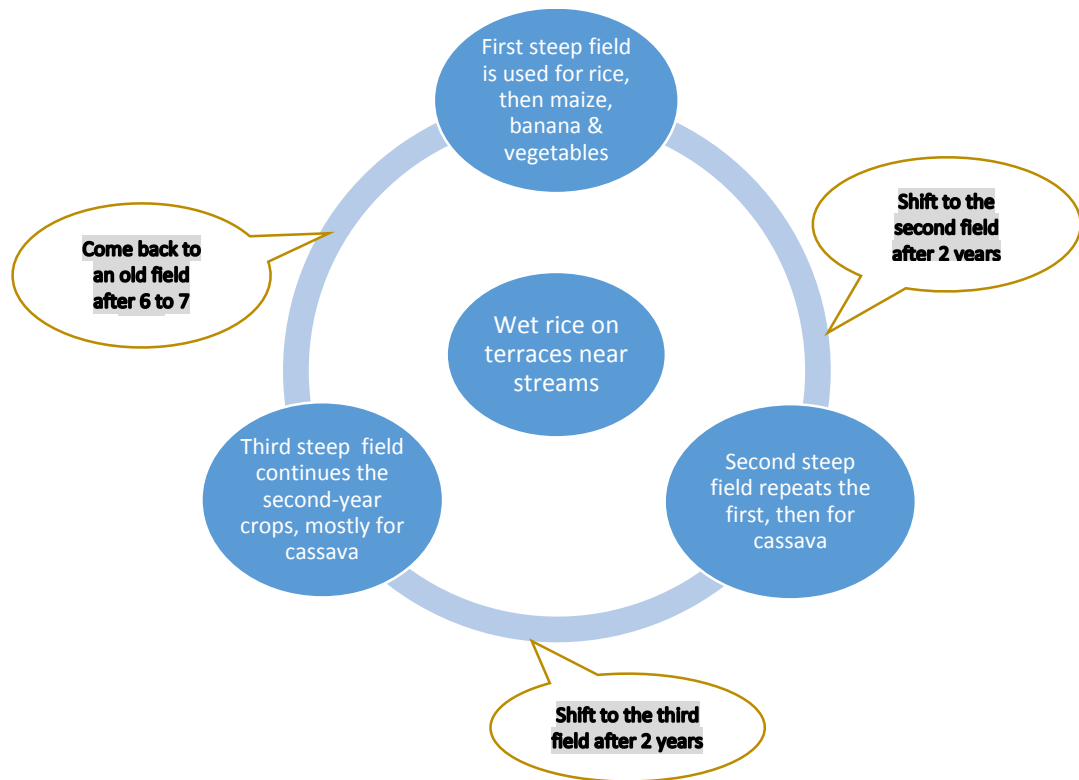 First steep field
is used for rice,
then maize,
banana &
vegetables
Shift to the
second field
after 2 years
Come back to
an old field
after 6 to 7
Wet rice on
terraces near
streams
Third steep field
continues the
second-year
crops, mostly for
cassava
Second steep
field repeats the
first, then for
cassava
Shift to the third
field after 2 years